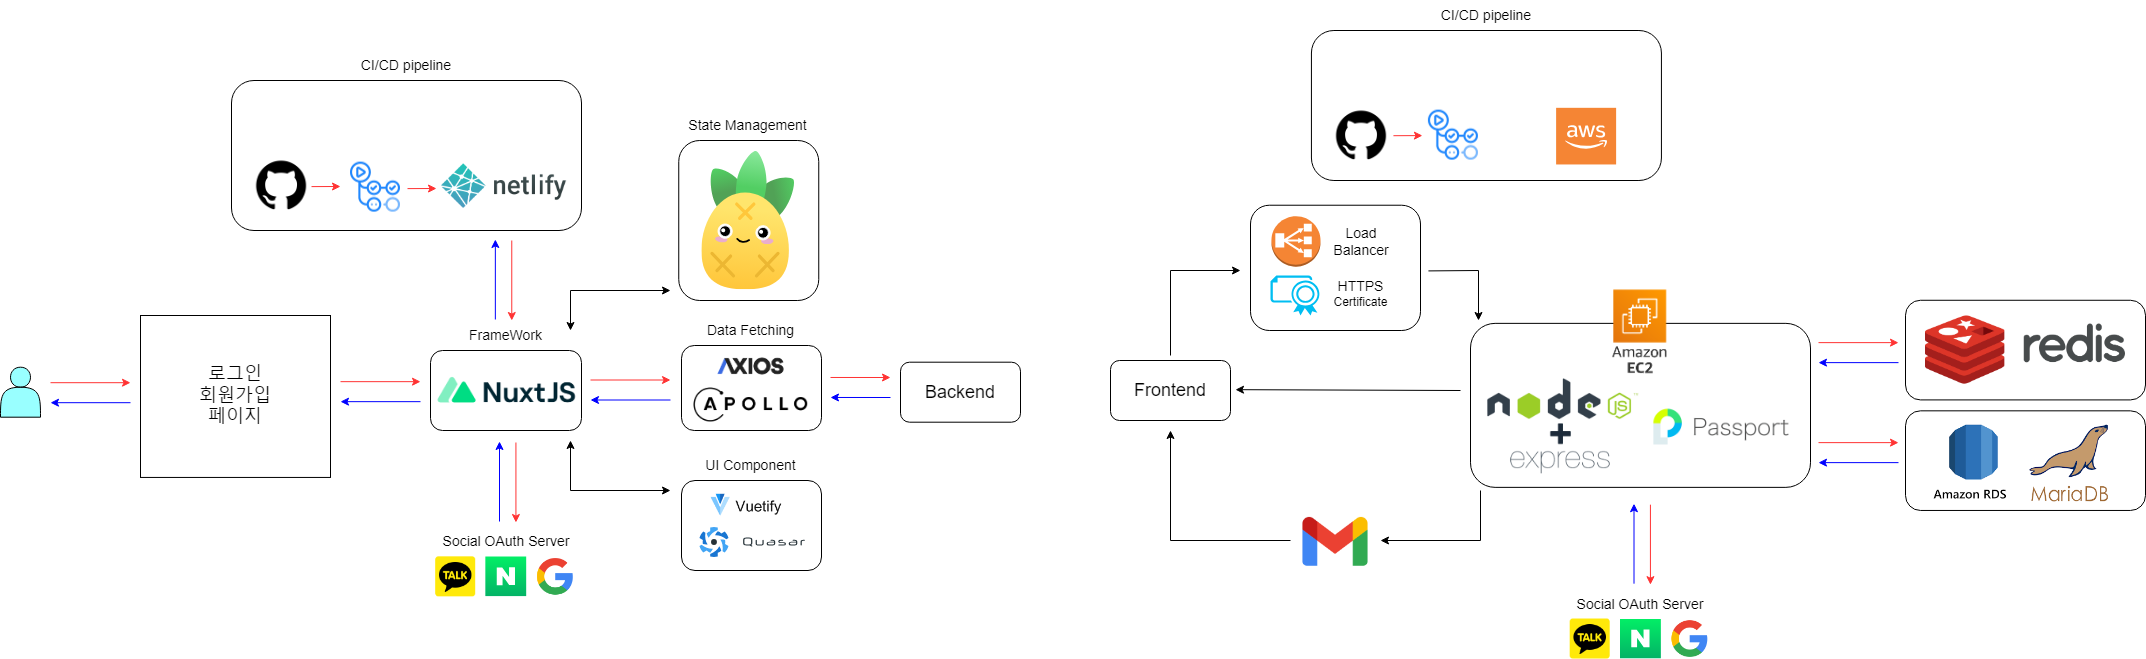 CI/CD pipeline
netlify
State Management
로그인
회원가입
페이지
FrameWork
NuxtJS
Data Fetching
AXIOS
APOLLO
Backend
UI Component
Vuetify
Quasar
Social OAuth Server
TALK
N
G
CI/CD pipeline
aws
Load
Balancer
HTTPS
Certificate
Frontend
Amazon
EC2
node
JS
+
express
Passport
redis
Amazon RDS
MariaDB
Social OAuth Server
TALK
N
G